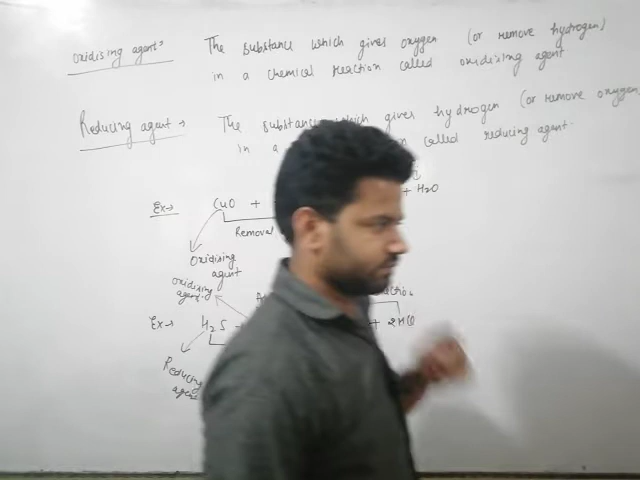 Oxidising agent→ The substance which gives oxygen (or remove hydrogen)
in a chemical reaction called oxidising agent
Reducing agent → The substance which gives hydrogen (or remove oxygen
in a called reducing agent.
Ex→ CuO + + H2O
Removal
Oxidising
agent
Oxidising
agent
Ex→ H2S + 2HCl
Reducing
agent